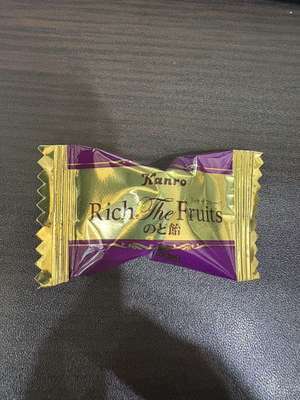 Kanro
Rich The Fruits
のど飴